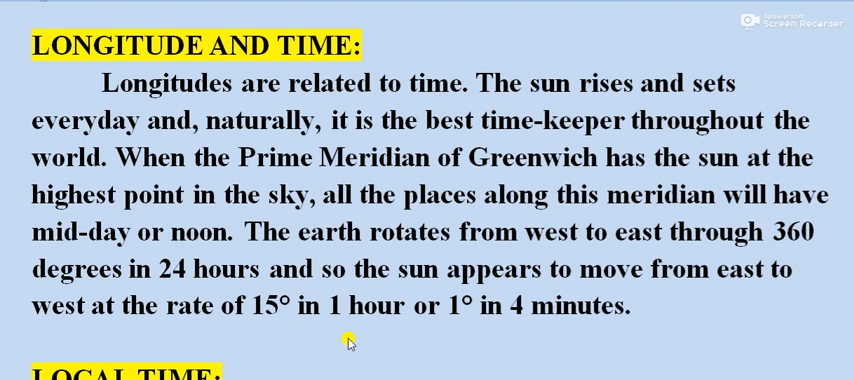 Apowersoft
Screen Recorder
LONGITUDE AND TIME:
Longitudes are related to time. The sun rises and sets
everyday and, naturally, it is the best time-keeper throughout the
world. When the Prime Meridian of Greenwich has the sun at the
highest point in the sky, all the places along this meridian will have
mid-day or noon. The earth rotates from west to east through 360
degrees in 24 hours and so the sun appears to move from east to
west at the rate of 15° in 1 hour or 1° in 4 minutes.
LOCAL TIME: